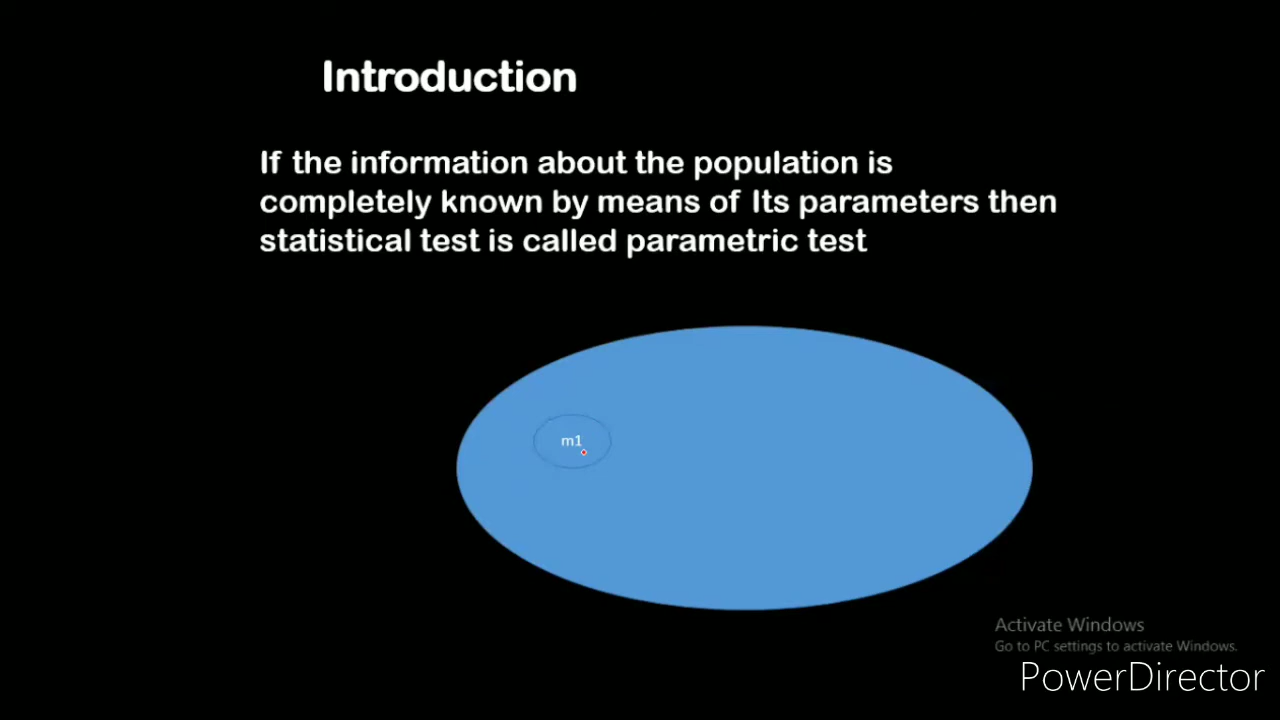 Introduction
If the information about the population is
completely known by means of Its parameters then
statistical test is called parametric test
m1
Activate Windows
Go to PC settings to activate Windows.
PowerDirector